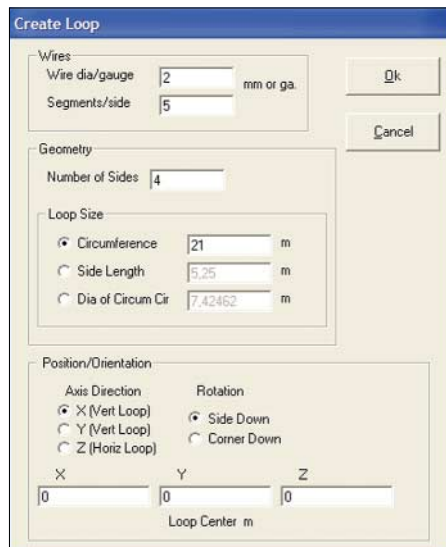 Create Loop
Wires
Wire dia/gauge 2 mm or ga.
Segments/side 5
Ok
Cancel
Geometry
Number of Sides 4
Loop Size
Circumference 21 m
Side Length 5,25 m
Dia of Circum Cir 7,42462 m
Position/Orientation
Axis Direction Rotation
X (Vert Loop) Side Down
Y (Vert Loop) Corner Down
Z (Horiz Loop)
X Y Z
0 0 0
Loop Center m